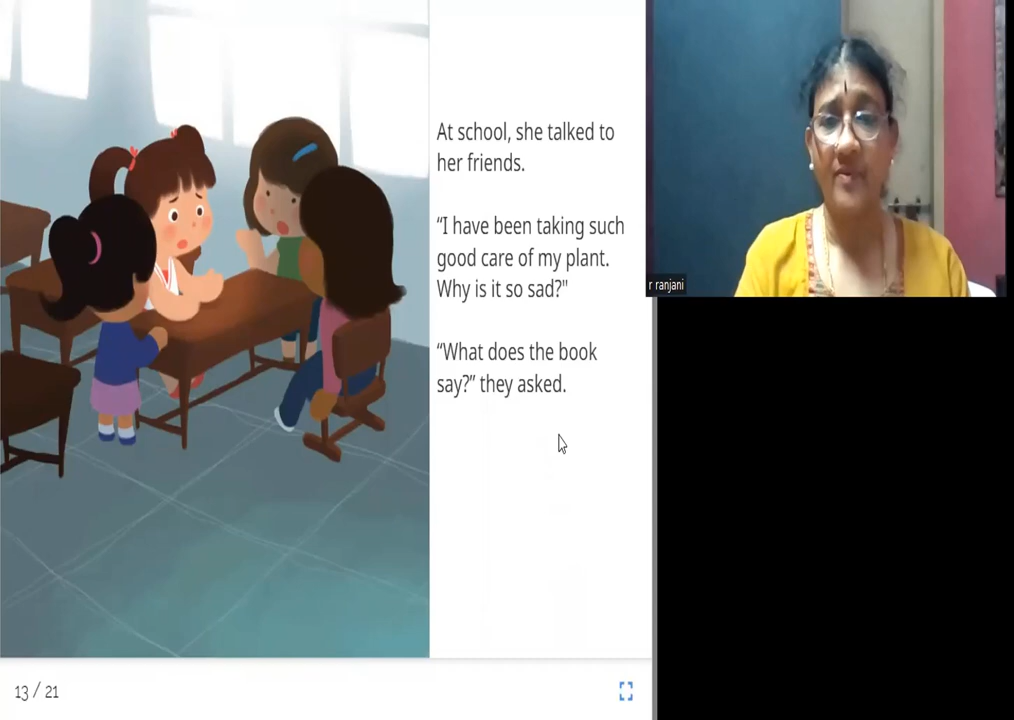 At school, she talked to
her friends.
“I have been taking such
good care of my plant.
Why is it so sad?"
“What does the book
say?” they asked.
r ranjani
13 / 21